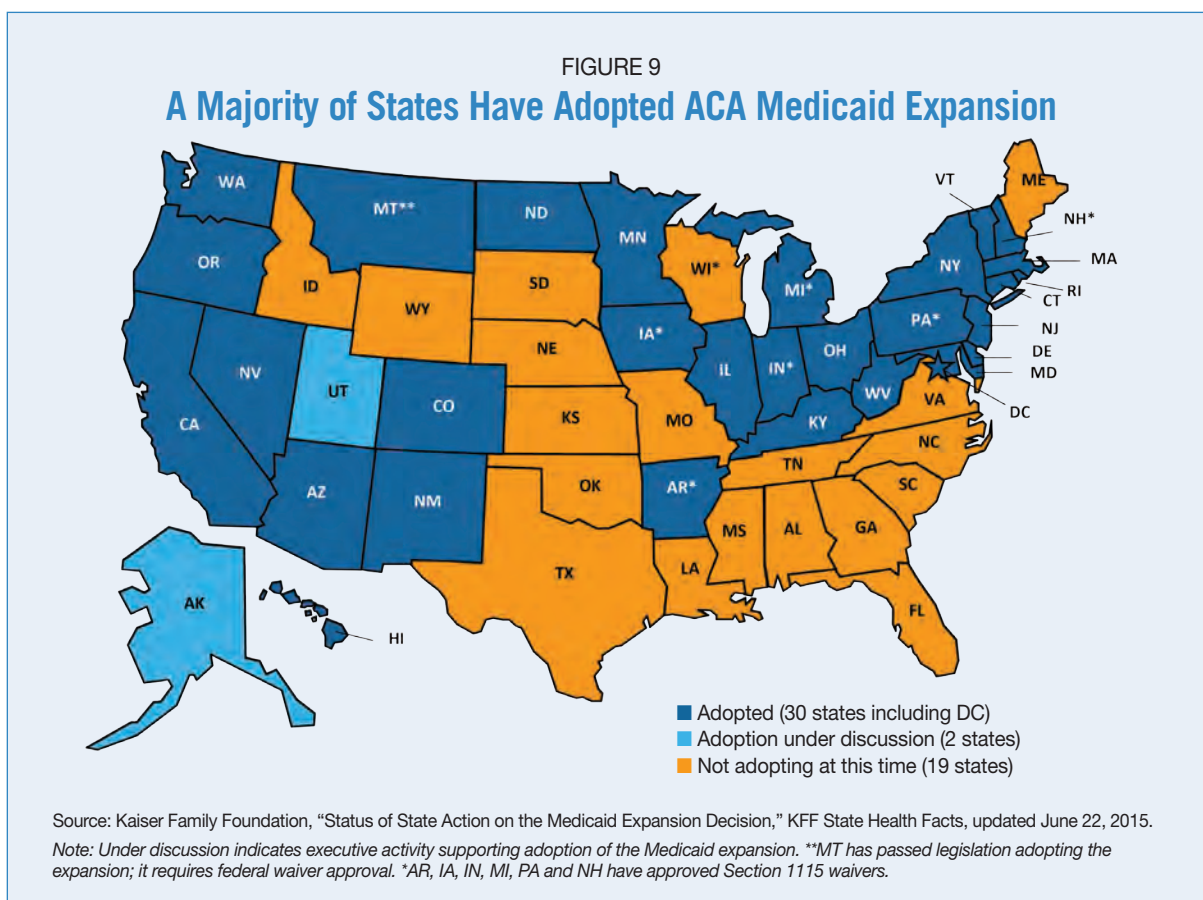 FIGURE 9
A Majority of States Have Adopted ACA Medicaid Expansion
WA
MT**
ND
MN
VT
ME
NH*
OR
ID
SD
WI*
MI*
NY
MA
RI
CT
WY
IA*
PA*
NJ
NE
NV
UT
CO
IL
IN*
OH
DE
MD
WV
VA
DC
CA
KS
MO
KY
NC
TN
AZ
NM
OK
AR*
SC
MS
AL
GA
TX
LA
AK
FL
HI
Adopted (30 states including DC)
Adoption under discussion (2 states)
Not adopting at this time (19 states)
Source: Kaiser Family Foundation, “Status of State Action on the Medicaid Expansion Decision,” KFF State Health Facts, updated June 22, 2015.
Note: Under discussion indicates executive activity supporting adoption of the Medicaid expansion. **MT has passed legislation adopting the
expansion; it requires federal waiver approval. *AR, IA, IN, MI, PA and NH have approved Section 1115 waivers.